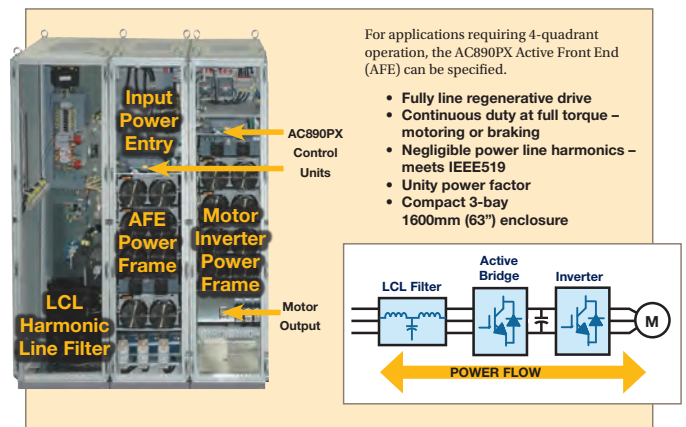 For applications requiring 4-quadrant
operation, the AC890PX Active Front End
(AFE) can be specified.
• Fully line regenerative drive
• Continuous duty at full torque –
motoring or braking
• Negligible power line harmonics –
meets IEEE519
• Unity power factor
• Compact 3-bay
1600mm (63”) enclosure
Input
Power
Entry
AC890PX
Control
Units
AFE
Power
Frame
Motor
Inverter
Power
Frame
LCL
Harmonic
Line Filter
Motor
Output
LCL Filter
Active
Bridge
Inverter
M
POWER FLOW